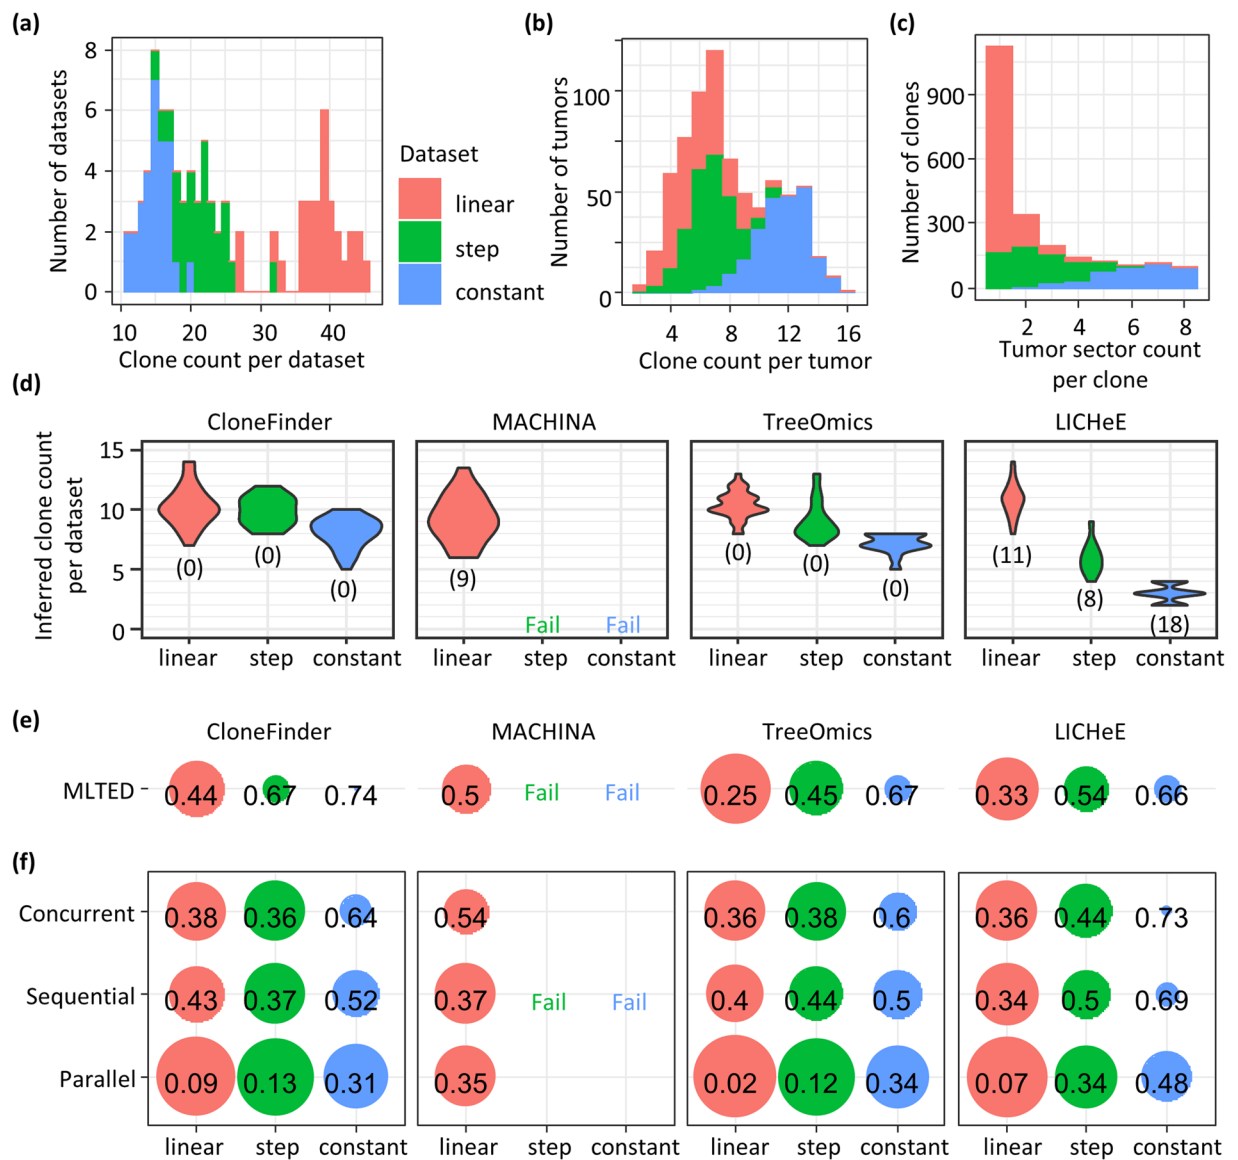 (a)
(b)
(c)
Number of datasets
8
6
4
2
0
10
20
30
40
Clone count per dataset
Dataset
linear
step
constant
Number of tumors
100
50
0
4
8
12
16
Clone count per tumor
Number of clones
900
600
300
0
2
4
6
8
Tumor sector count
per clone
(d)
CloneFinder
MACHINA
TreeOmics
LICHeE
Inferred clone count
per dataset
15
10
5
0
(0)
(0)
(0)
(9)
Fail
Fail
(0)
(0)
(0)
(11)
(8)
(18)
linear
step
constant
linear
step
constant
linear
step
constant
linear
step
constant
(e)
CloneFinder
MACHINA
TreeOmics
LICHeE
MLTED
0.44
0.67
0.74
0.5
Fail
Fail
0.25
0.45
0.67
0.33
0.54
0.66
(f)
Concurrent
0.38
0.36
0.64
0.54
0.36
0.38
0.6
0.36
0.44
0.73
Sequential
0.43
0.37
0.52
0.37
Fail
Fail
0.4
0.44
0.5
0.34
0.5
0.69
Parallel
0.09
0.13
0.31
0.35
0.02
0.12
0.34
0.07
0.34
0.48
linear
step
constant
linear
step
constant
linear
step
constant
linear
step
constant